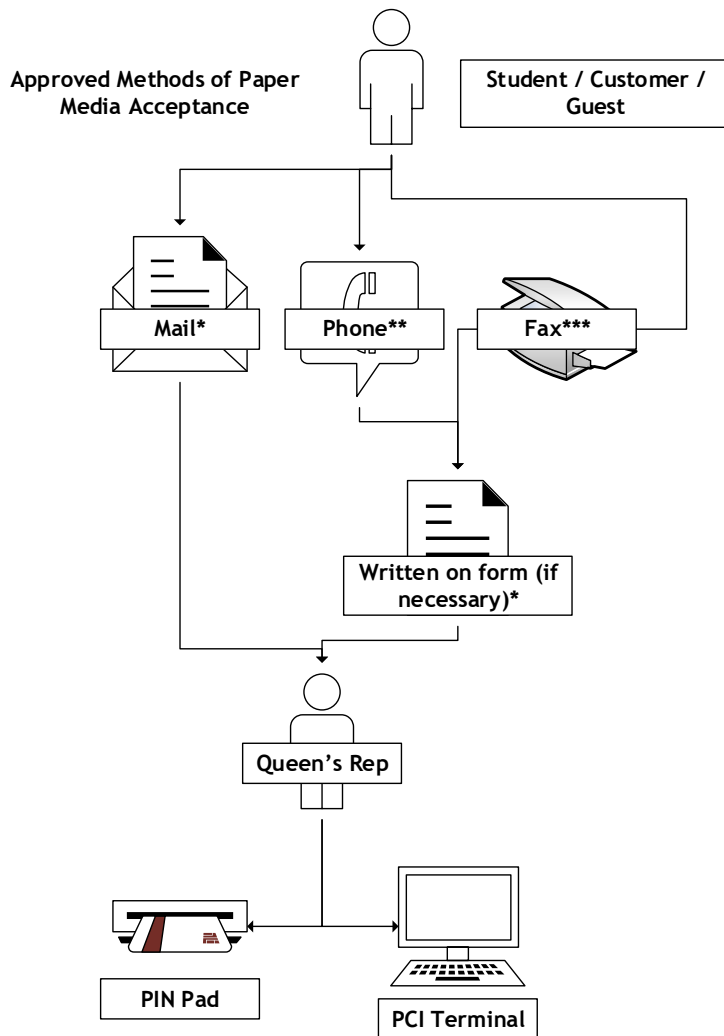 Approved Methods of Paper
Media Acceptance
Student / Customer /
Guest
Mail*
Phone**
Fax***
Written on form (if
necessary)*
Queen’s Rep
PIN Pad
PCI Terminal